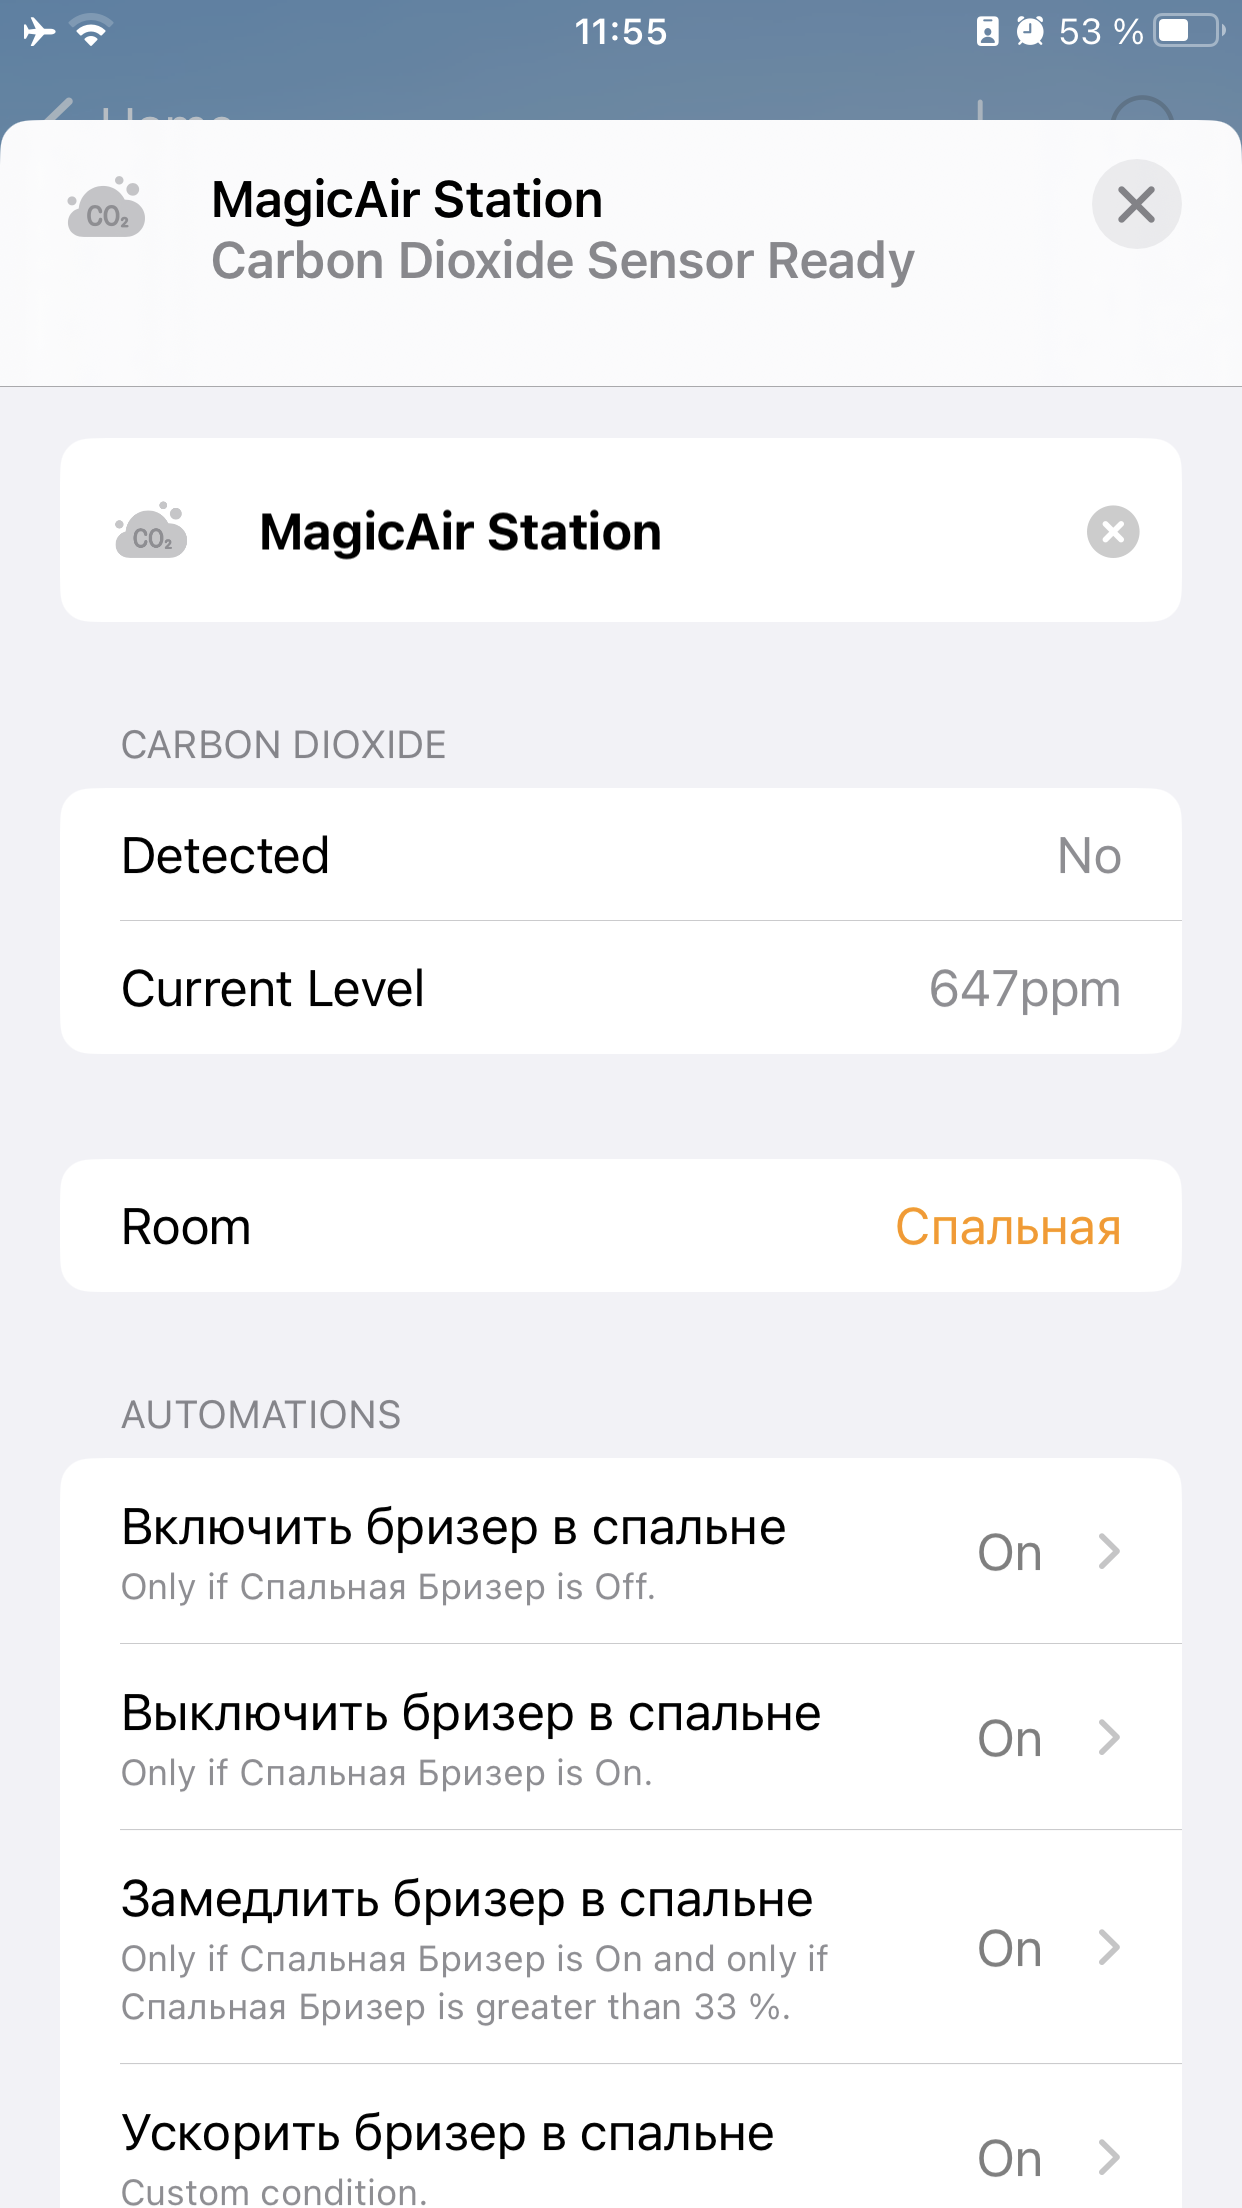 11:55
53 %
Home
MagicAir Station
Carbon Dioxide Sensor Ready
CO₂
CO₂
MagicAir Station
CARBON DIOXIDE
Detected
No
Current Level
647ppm
Room
Спальная
AUTOMATIONS
Включить бризер в спальне
Only if Спальная Бризер is Off.
On
Выключить бризер в спальне
Only if Спальная Бризер is On.
On
Замедлить бризер в спальне
Only if Спальная Бризер is On and only if
Спальная Бризер is greater than 33 %.
On
Ускорить бризер в спальне
Custom condition.
On